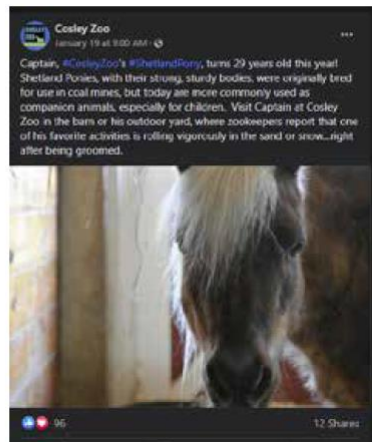 Cosley Zoo
January 19 at 9:00 AM ·
Captain, #CosleyZoo's #ShetlandPony, turns 29 years old this year!
Shetland Ponies, with their strong, sturdy bodies, were originally bred
for use in coal mines, but today are more commonly used as
companion animals, especially for children. Visit Captain at Cosley
Zoo in the barn or his outdoor yard, where zookeepers report that one
of his favorite activities is rolling vigorously in the sand or snow...right
after being groomed.
96
12 Shares